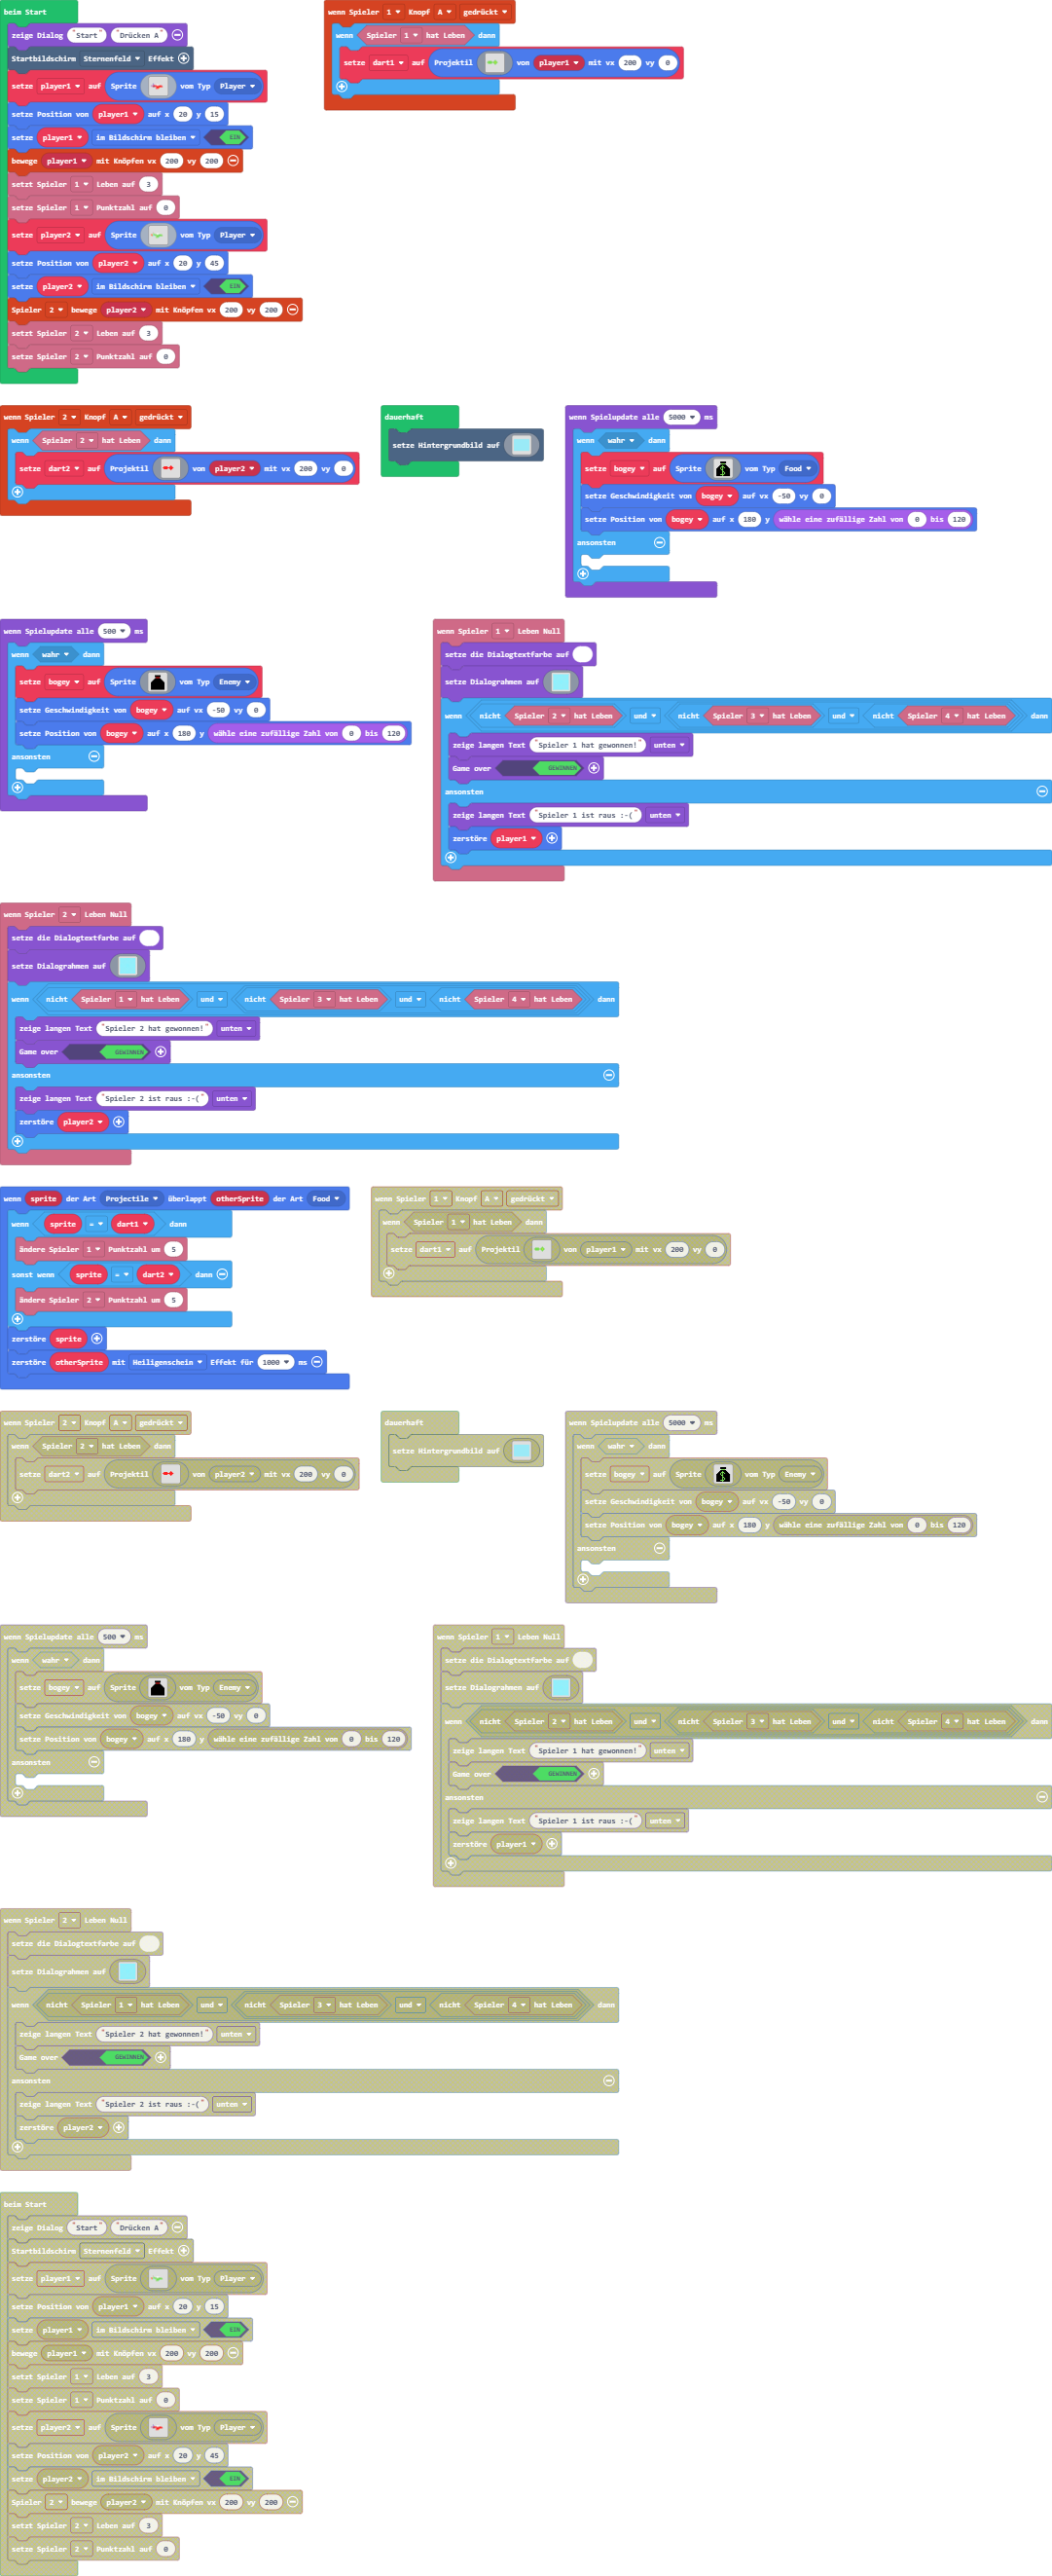 beim Start
zeige Dialog "Start" "Drücken A"
Startbildschirm Sternenfeld Effekt
setze player1 auf Sprite vom Typ Player
setze Position von player1 auf x 20 y 15
setze player1 im Bildschirm bleiben EIN
bewege player1 mit Knöpfen vx 200 vy 200
setzt Spieler 1 Leben auf 3
setze Spieler 1 Punktzahl auf 0
setze player2 auf Sprite vom Typ Player
setze Position von player2 auf x 20 y 45
setze player2 im Bildschirm bleiben EIN
Spieler 2 bewege player2 mit Knöpfen vx 200 vy 200
setzt Spieler 2 Leben auf 3
setze Spieler 2 Punktzahl auf 0
wenn Spieler 1 Knopf A gedrückt
wenn Spieler 1 hat Leben dann
setze dart1 auf Projektil von player1 mit vx 200 vy 0
wenn Spieler 2 Knopf A gedrückt
wenn Spieler 2 hat Leben dann
setze dart2 auf Projektil von player2 mit vx 200 vy 0
dauerhaft
setze Hintergrundbild auf
wenn Spielupdate alle 5000 ms
wenn wahr dann
setze bogey auf Sprite vom Typ Food
setze Geschwindigkeit von bogey auf vx -50 vy 0
setze Position von bogey auf x 180 y wähle eine zufällige Zahl von 0 bis 120
ansonsten
wenn Spielupdate alle 500 ms
wenn wahr dann
setze bogey auf Sprite vom Typ Enemy
setze Geschwindigkeit von bogey auf vx -50 vy 0
setze Position von bogey auf x 180 y wähle eine zufällige Zahl von 0 bis 120
ansonsten
wenn Spieler 1 Leben Null
setze die Dialogtextfarbe auf
setze Dialograhmen auf
wenn nicht Spieler 2 hat Leben und nicht Spieler 3 hat Leben und nicht Spieler 4 hat Leben dann
zeige langen Text "Spieler 1 hat gewonnen!" unten
Game over GEWINNEN
ansonsten
zeige langen Text "Spieler 1 ist raus :-(" unten
zerstöre player1
wenn Spieler 2 Leben Null
setze die Dialogtextfarbe auf
setze Dialograhmen auf
wenn nicht Spieler 1 hat Leben und nicht Spieler 3 hat Leben und nicht Spieler 4 hat Leben dann
zeige langen Text "Spieler 2 hat gewonnen!" unten
Game over GEWINNEN
ansonsten
zeige langen Text "Spieler 2 ist raus :-(" unten
zerstöre player2
wenn sprite der Art Projectile überlappt otherSprite der Art Food
wenn sprite = dart1 dann
ändere Spieler 1 Punktzahl um 5
sonst wenn sprite = dart2 dann
ändere Spieler 2 Punktzahl um 5
zerstöre sprite
zerstöre otherSprite mit Heiligenschein Effekt für 1000 ms
wenn Spieler 1 Knopf A gedrückt
wenn Spieler 1 hat Leben dann
setze dart1 auf Projektil von player1 mit vx 200 vy 0
wenn Spieler 2 Knopf A gedrückt
wenn Spieler 2 hat Leben dann
setze dart2 auf Projektil von player2 mit vx 200 vy 0
dauerhaft
setze Hintergrundbild auf
wenn Spielupdate alle 5000 ms
wenn wahr dann
setze bogey auf Sprite vom Typ Enemy
setze Geschwindigkeit von bogey auf vx -50 vy 0
setze Position von bogey auf x 180 y wähle eine zufällige Zahl von 0 bis 120
ansonsten
wenn Spielupdate alle 500 ms
wenn wahr dann
setze bogey auf Sprite vom Typ Enemy
setze Geschwindigkeit von bogey auf vx -50 vy 0
setze Position von bogey auf x 180 y wähle eine zufällige Zahl von 0 bis 120
ansonsten
wenn Spieler 1 Leben Null
setze die Dialogtextfarbe auf
setze Dialograhmen auf
wenn nicht Spieler 2 hat Leben und nicht Spieler 3 hat Leben und nicht Spieler 4 hat Leben dann
zeige langen Text "Spieler 1 hat gewonnen!" unten
Game over GEWINNEN
ansonsten
zeige langen Text "Spieler 1 ist raus :-(" unten
zerstöre player1
wenn Spieler 2 Leben Null
setze die Dialogtextfarbe auf
setze Dialograhmen auf
wenn nicht Spieler 1 hat Leben und nicht Spieler 3 hat Leben und nicht Spieler 4 hat Leben dann
zeige langen Text "Spieler 2 hat gewonnen!" unten
Game over GEWINNEN
ansonsten
zeige langen Text "Spieler 2 ist raus :-(" unten
zerstöre player2
beim Start
zeige Dialog "Start" "Drücken A"
Startbildschirm Sternenfeld Effekt
setze player1 auf Sprite vom Typ Player
setze Position von player1 auf x 20 y 15
setze player1 im Bildschirm bleiben EIN
bewege player1 mit Knöpfen vx 200 vy 200
setzt Spieler 1 Leben auf 3
setze Spieler 1 Punktzahl auf 0
setze player2 auf Sprite vom Typ Player
setze Position von player2 auf x 20 y 45
setze player2 im Bildschirm bleiben EIN
Spieler 2 bewege player2 mit Knöpfen vx 200 vy 200
setzt Spieler 2 Leben auf 3
setze Spieler 2 Punktzahl auf 0